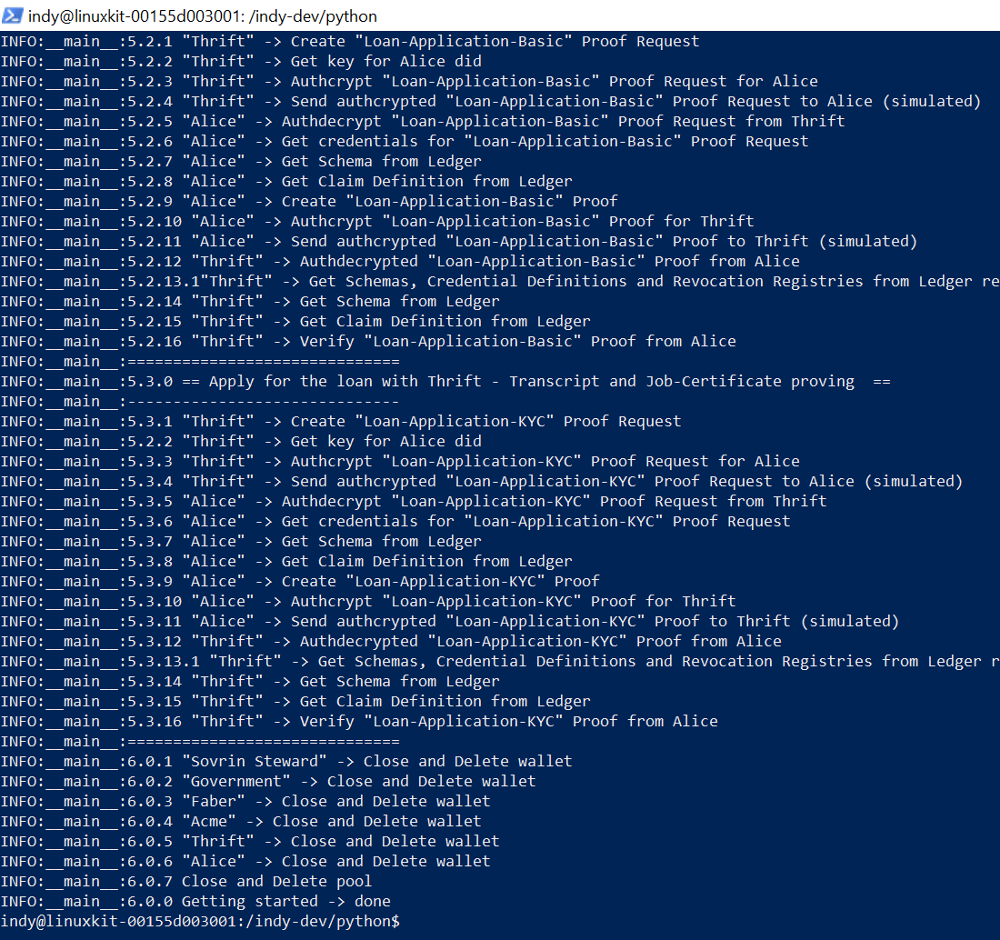 indy@linuxkit-00155d003001: /indy-dev/python
INFO:__main__:5.2.1 "Thrift" -> Create "Loan-Application-Basic" Proof Request
INFO:__main__:5.2.2 "Thrift" -> Get key for Alice did
INFO:__main__:5.2.3 "Thrift" -> Authcrypt "Loan-Application-Basic" Proof Request for Alice
INFO:__main__:5.2.4 "Thrift" -> Send authcrypted "Loan-Application-Basic" Proof Request to Alice (simulated)
INFO:__main__:5.2.5 "Alice" -> Authdecrypt "Loan-Application-Basic" Proof Request from Thrift
INFO:__main__:5.2.6 "Alice" -> Get credentials for "Loan-Application-Basic" Proof Request
INFO:__main__:5.2.7 "Alice" -> Get Schema from Ledger
INFO:__main__:5.2.8 "Alice" -> Get Claim Definition from Ledger
INFO:__main__:5.2.9 "Alice" -> Create "Loan-Application-Basic" Proof
INFO:__main__:5.2.10 "Alice" -> Authcrypt "Loan-Application-Basic" Proof for Thrift
INFO:__main__:5.2.11 "Alice" -> Send authcrypted "Loan-Application-Basic" Proof to Thrift (simulated)
INFO:__main__:5.2.12 "Thrift" -> Authdecrypted "Loan-Application-Basic" Proof from Alice
INFO:__main__:5.2.13.1"Thrift" -> Get Schemas, Credential Definitions and Revocation Registries from Ledger re
INFO:__main__:5.2.14 "Thrift" -> Get Schema from Ledger
INFO:__main__:5.2.15 "Thrift" -> Get Claim Definition from Ledger
INFO:__main__:5.2.16 "Thrift" -> Verify "Loan-Application-Basic" Proof from Alice
INFO:__main__:==============================
INFO:__main__:5.3.0 == Apply for the loan with Thrift - Transcript and Job-Certificate proving  ==
INFO:__main__:------------------------------
INFO:__main__:5.3.1 "Thrift" -> Create "Loan-Application-KYC" Proof Request
INFO:__main__:5.2.2 "Thrift" -> Get key for Alice did
INFO:__main__:5.3.3 "Thrift" -> Authcrypt "Loan-Application-KYC" Proof Request for Alice
INFO:__main__:5.3.4 "Thrift" -> Send authcrypted "Loan-Application-KYC" Proof Request to Alice (simulated)
INFO:__main__:5.3.5 "Alice" -> Authdecrypt "Loan-Application-KYC" Proof Request from Thrift
INFO:__main__:5.3.6 "Alice" -> Get credentials for "Loan-Application-KYC" Proof Request
INFO:__main__:5.3.7 "Alice" -> Get Schema from Ledger
INFO:__main__:5.3.8 "Alice" -> Get Claim Definition from Ledger
INFO:__main__:5.3.9 "Alice" -> Create "Loan-Application-KYC" Proof
INFO:__main__:5.3.10 "Alice" -> Authcrypt "Loan-Application-KYC" Proof for Thrift
INFO:__main__:5.3.11 "Alice" -> Send authcrypted "Loan-Application-KYC" Proof to Thrift (simulated)
INFO:__main__:5.3.12 "Thrift" -> Authdecrypted "Loan-Application-KYC" Proof from Alice
INFO:__main__:5.3.13.1 "Thrift" -> Get Schemas, Credential Definitions and Revocation Registries from Ledger r
INFO:__main__:5.3.14 "Thrift" -> Get Schema from Ledger
INFO:__main__:5.3.15 "Thrift" -> Get Claim Definition from Ledger
INFO:__main__:5.3.16 "Thrift" -> Verify "Loan-Application-KYC" Proof from Alice
INFO:__main__:==============================
INFO:__main__:6.0.1 "Sovrin Steward" -> Close and Delete wallet
INFO:__main__:6.0.2 "Government" -> Close and Delete wallet
INFO:__main__:6.0.3 "Faber" -> Close and Delete wallet
INFO:__main__:6.0.4 "Acme" -> Close and Delete wallet
INFO:__main__:6.0.5 "Thrift" -> Close and Delete wallet
INFO:__main__:6.0.6 "Alice" -> Close and Delete wallet
INFO:__main__:6.0.7 Close and Delete pool
INFO:__main__:6.0.0 Getting started -> done
indy@linuxkit-00155d003001:/indy-dev/python$